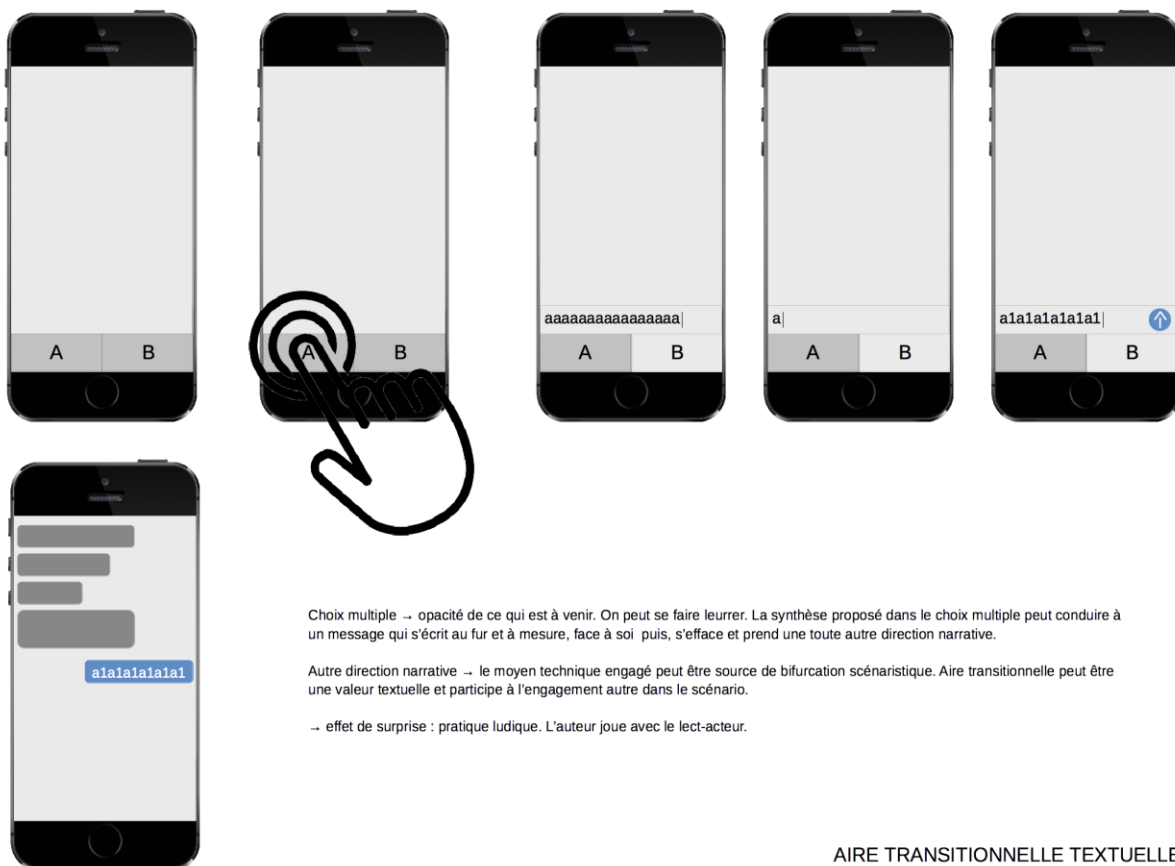 A B
A B
aaaaaaaaaaaaaaaa|
A B
a|
A B
a1a1a1a1a1a1|
A B
a1a1a1a1a1a1
Choix multiple → opacité de ce qui est à venir. On peut se faire leurrer. La synthèse proposé dans le choix multiple peut conduire à
un message qui s'écrit au fur et à mesure, face à soi puis, s'efface et prend une toute autre direction narrative.
Autre direction narrative → le moyen technique engagé peut être source de bifurcation scénaristique. Aire transitionnelle peut être
une valeur textuelle et participe à l'engagement autre dans le scénario.
→ effet de surprise : pratique ludique. L'auteur joue avec le lect-acteur.
AIRE TRANSITIONNELLE TEXTUELLE